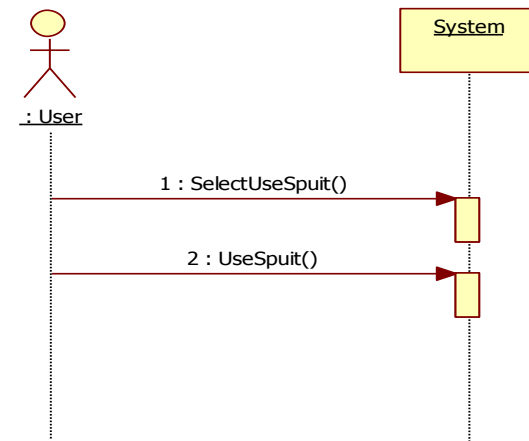 System
: User
1 : SelectUseSpuit()
2 : UseSpuit()